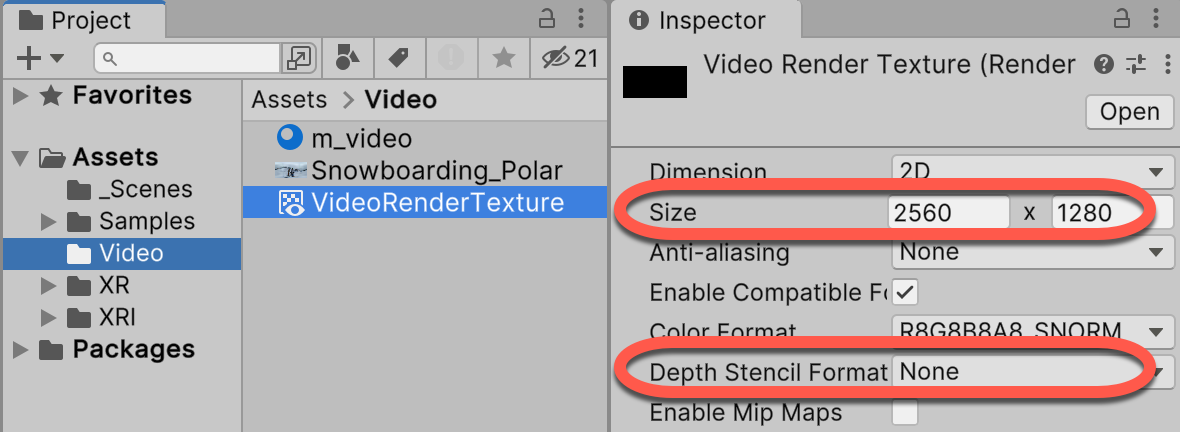 Project
21
Favorites
Assets
_Scenes
Samples
Video
XR
XRI
Packages
Assets > Video
m_video
Snowboarding_Polar
VideoRenderTexture
Inspector
Video Render Texture (Render
Open
Dimension 2D
Size 2560 x 1280
Anti-aliasing None
Enable Compatible Fo
Color Format R8G8B8A8_SNORM
Depth Stencil Format None
Enable Mip Maps